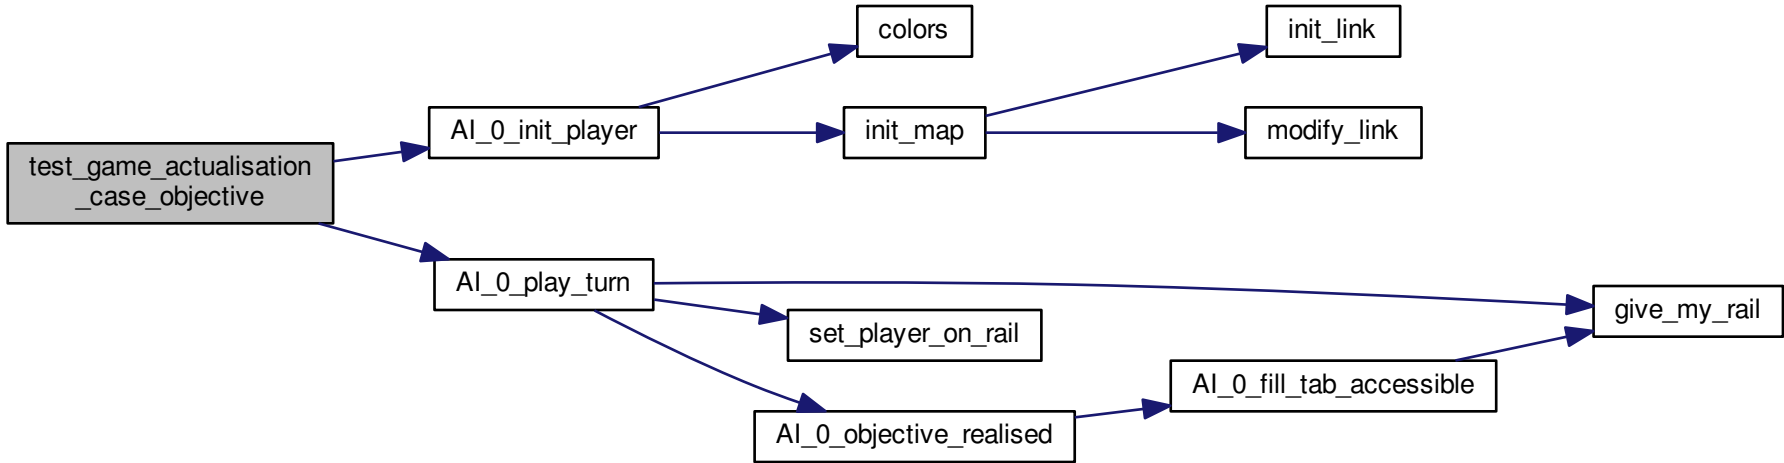 colors
init_link
AI_0_init_player
init_map
modify_link
test_game_actualisation
_case_objective
AI_0_play_turn
set_player_on_rail
give_my_rail
AI_0_fill_tab_accessible
AI_0_objective_realised